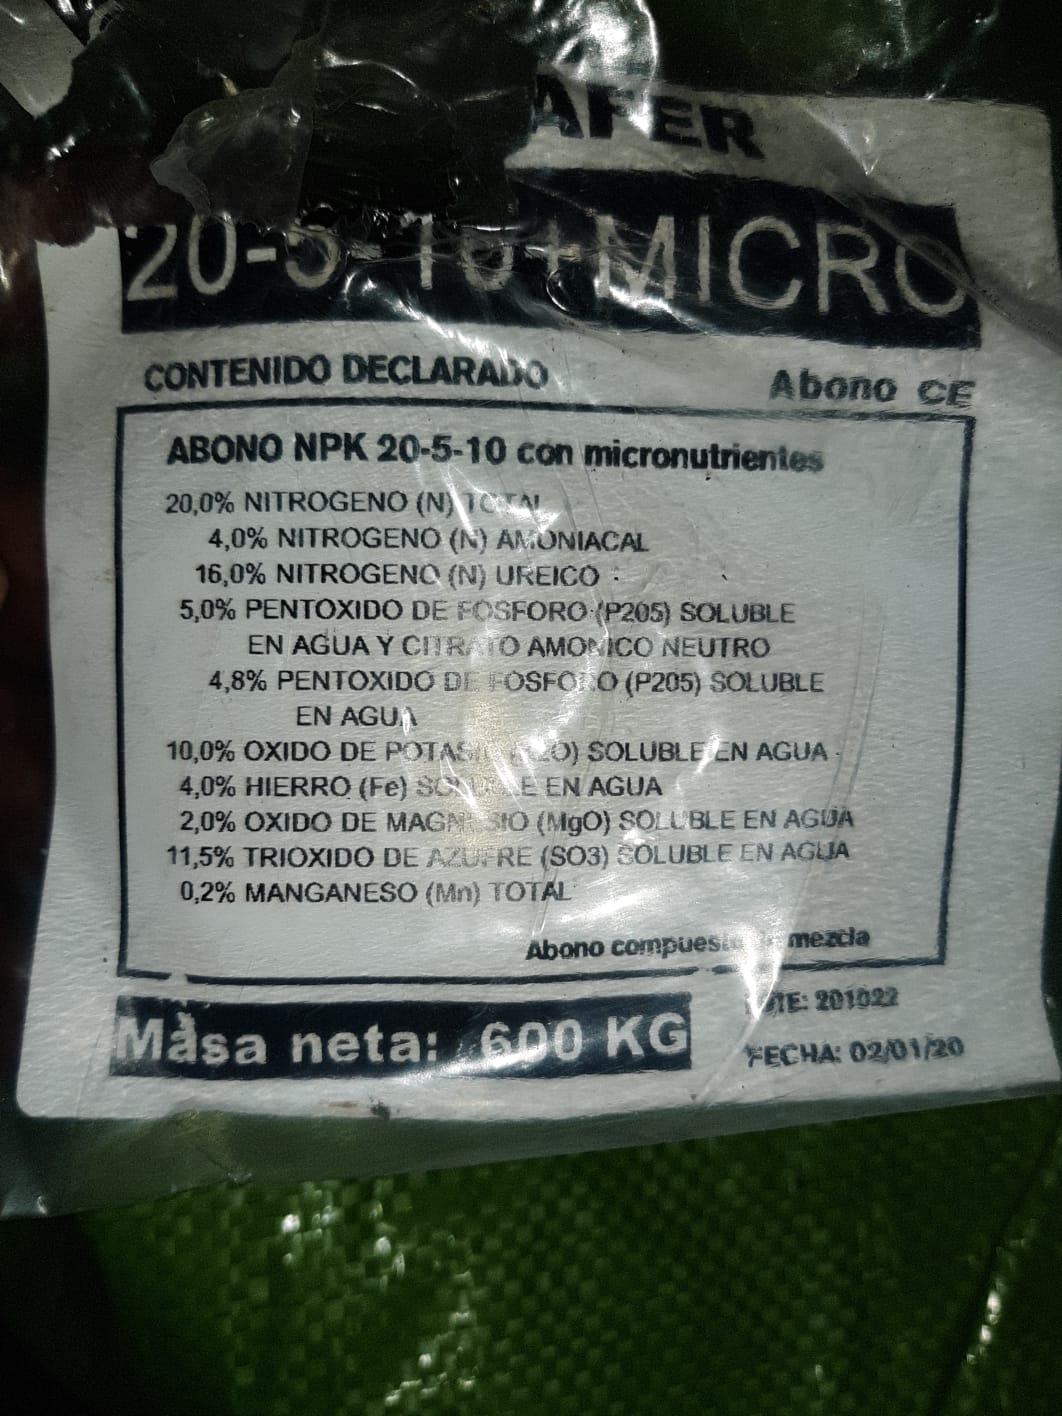 AFER
20-5-10+MICRO
CONTENIDO DECLARADO
Abono CE
ABONO NPK 20-5-10 con micronutrientes
20,0% NITROGENO (N) TOTAL
4,0% NITROGENO (N) AMONIACAL
16,0% NITROGENO (N) UREICO
5,0% PENTOXIDO DE FOSFORO (P205) SOLUBLE
EN AGUA Y CITRATO AMONICO NEUTRO
4,8% PENTOXIDO DE FOSFORO (P205) SOLUBLE
EN AGUA
10,0% OXIDO DE POTASIO (K2O) SOLUBLE EN AGUA
4,0% HIERRO (Fe) SOLUBLE EN AGUA
2,0% OXIDO DE MAGNESIO (MgO) SOLUBLE EN AGUA
11,5% TRIOXIDO DE AZUFRE (SO3) SOLUBLE EN AGUA
0,2% MANGANESO (Mn) TOTAL
Abono compuesto mezcla
Masa neta: 600 KG
LOTE: 201022
FECHA: 02/01/20